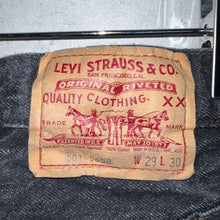 LEVI STRAUSS & CO.
SAN FRANCISCO, CAL.
ORIGINAL RIVETED
QUALITY CLOTHING.
XX
TRADE MARK
PATENTED IN U.S. MAY 20 1873
W 29 L 30